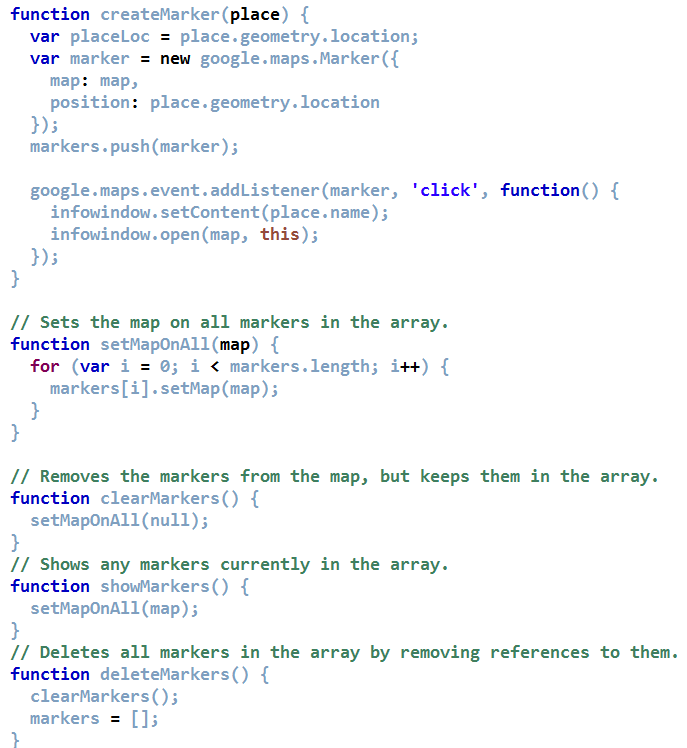 function createMarker(place) {
  var placeLoc = place.geometry.location;
  var marker = new google.maps.Marker({
    map: map,
    position: place.geometry.location
  });
  markers.push(marker);

  google.maps.event.addListener(marker, 'click', function() {
    infowindow.setContent(place.name);
    infowindow.open(map, this);
  });
}

// Sets the map on all markers in the array.
function setMapOnAll(map) {
  for (var i = 0; i < markers.length; i++) {
    markers[i].setMap(map);
  }
}

// Removes the markers from the map, but keeps them in the array.
function clearMarkers() {
  setMapOnAll(null);
}
// Shows any markers currently in the array.
function showMarkers() {
  setMapOnAll(map);
}
// Deletes all markers in the array by removing references to them.
function deleteMarkers() {
  clearMarkers();
  markers = [];
}